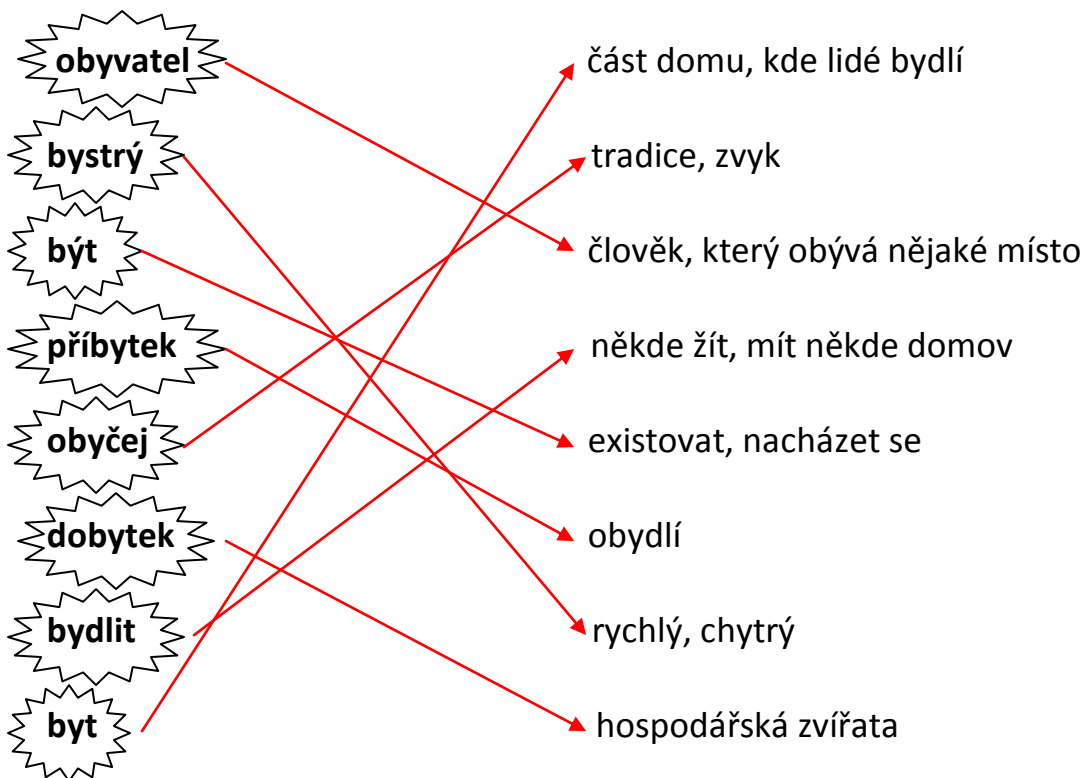 obyvatel
část domu, kde lidé bydlí
bystrý
tradice, zvyk
být
člověk, který obývá nějaké místo
příbytek
někde žít, mít někde domov
obyčej
existovat, nacházet se
dobytek
obydlí
bydlit
rychlý, chytrý
byt
hospodářská zvířata